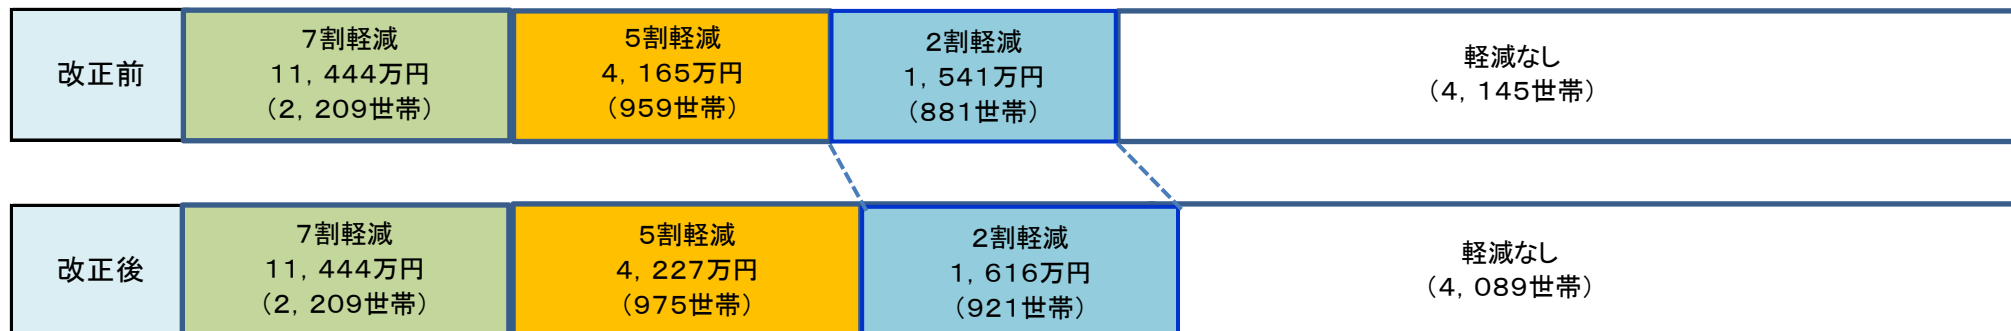 改正前
7割軽減
11,444万円
（2,209世帯）
5割軽減
4,165万円
（959世帯）
2割軽減
1,541万円
（881世帯）
軽減なし
（4,145世帯）
改正後
7割軽減
11,444万円
（2,209世帯）
5割軽減
4,227万円
（975世帯）
2割軽減
1,616万円
（921世帯）
軽減なし
（4,089世帯）